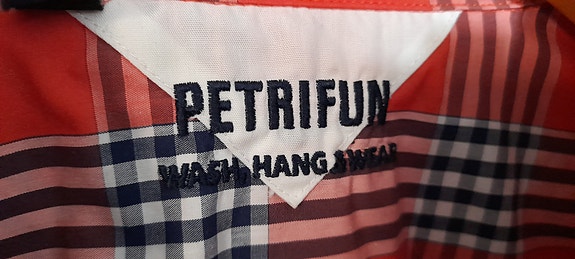 PETRIFUN
WASH, HANG & WEAR